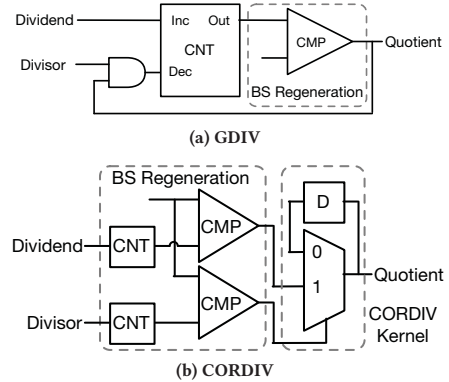 Dividend
Inc Out
CNT
CMP
Quotient
Divisor
Dec
BS Regeneration
(a) GDIV
BS Regeneration
D
CMP
Dividend
CNT
0
Quotient
1
CMP
CORDIV
Kernel
Divisor
CNT
(b) CORDIV